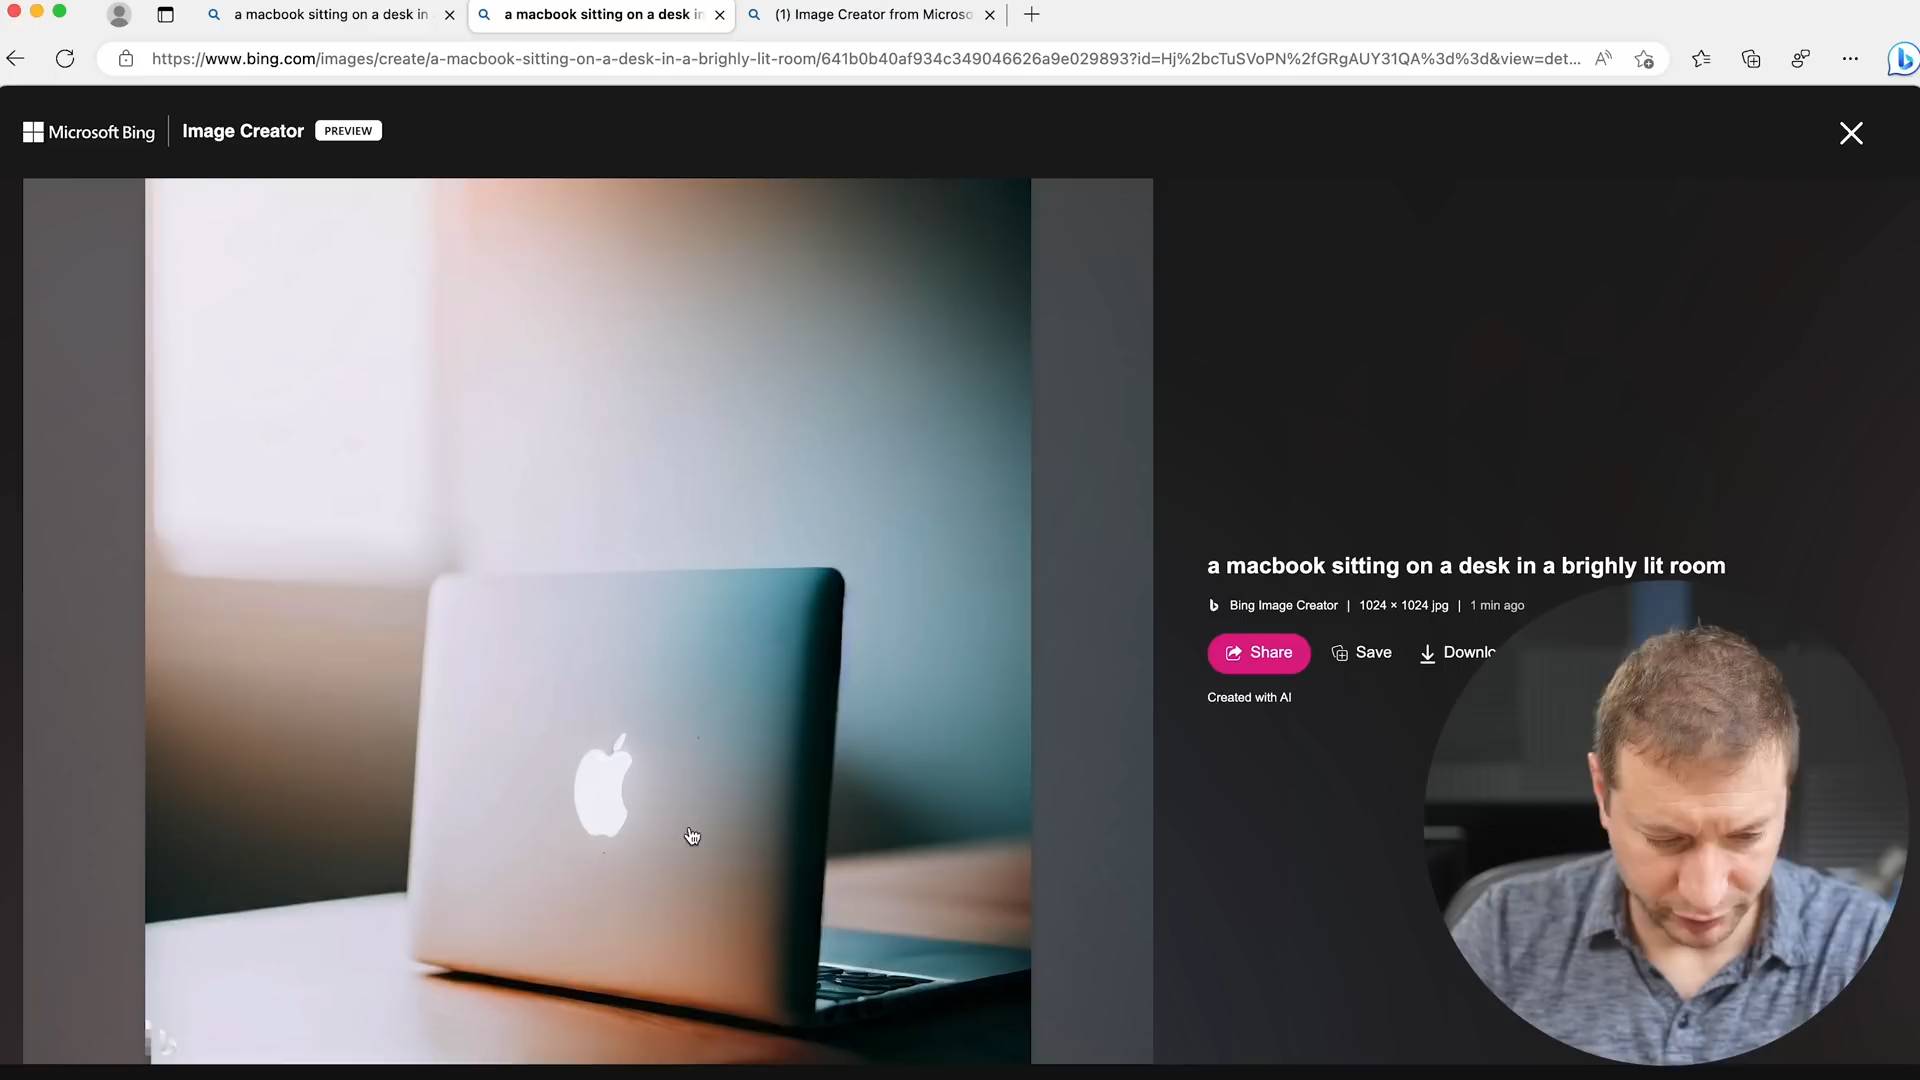 a macbook sitting on a desk in
a macbook sitting on a desk in
(1) Image Creator from Microso
https://www.bing.com/images/create/a-macbook-sitting-on-a-desk-in-a-brighly-lit-room/641b0b40af934c349046626a9e029893?id=Hj%2bcTuSVoPN%2fGRgAUY31QA%3d%3d&view=det...
Microsoft Bing Image Creator PREVIEW
a macbook sitting on a desk in a brighly lit room
Bing Image Creator | 1024 × 1024 jpg | 1 min ago
Share Save Downlo
Created with AI